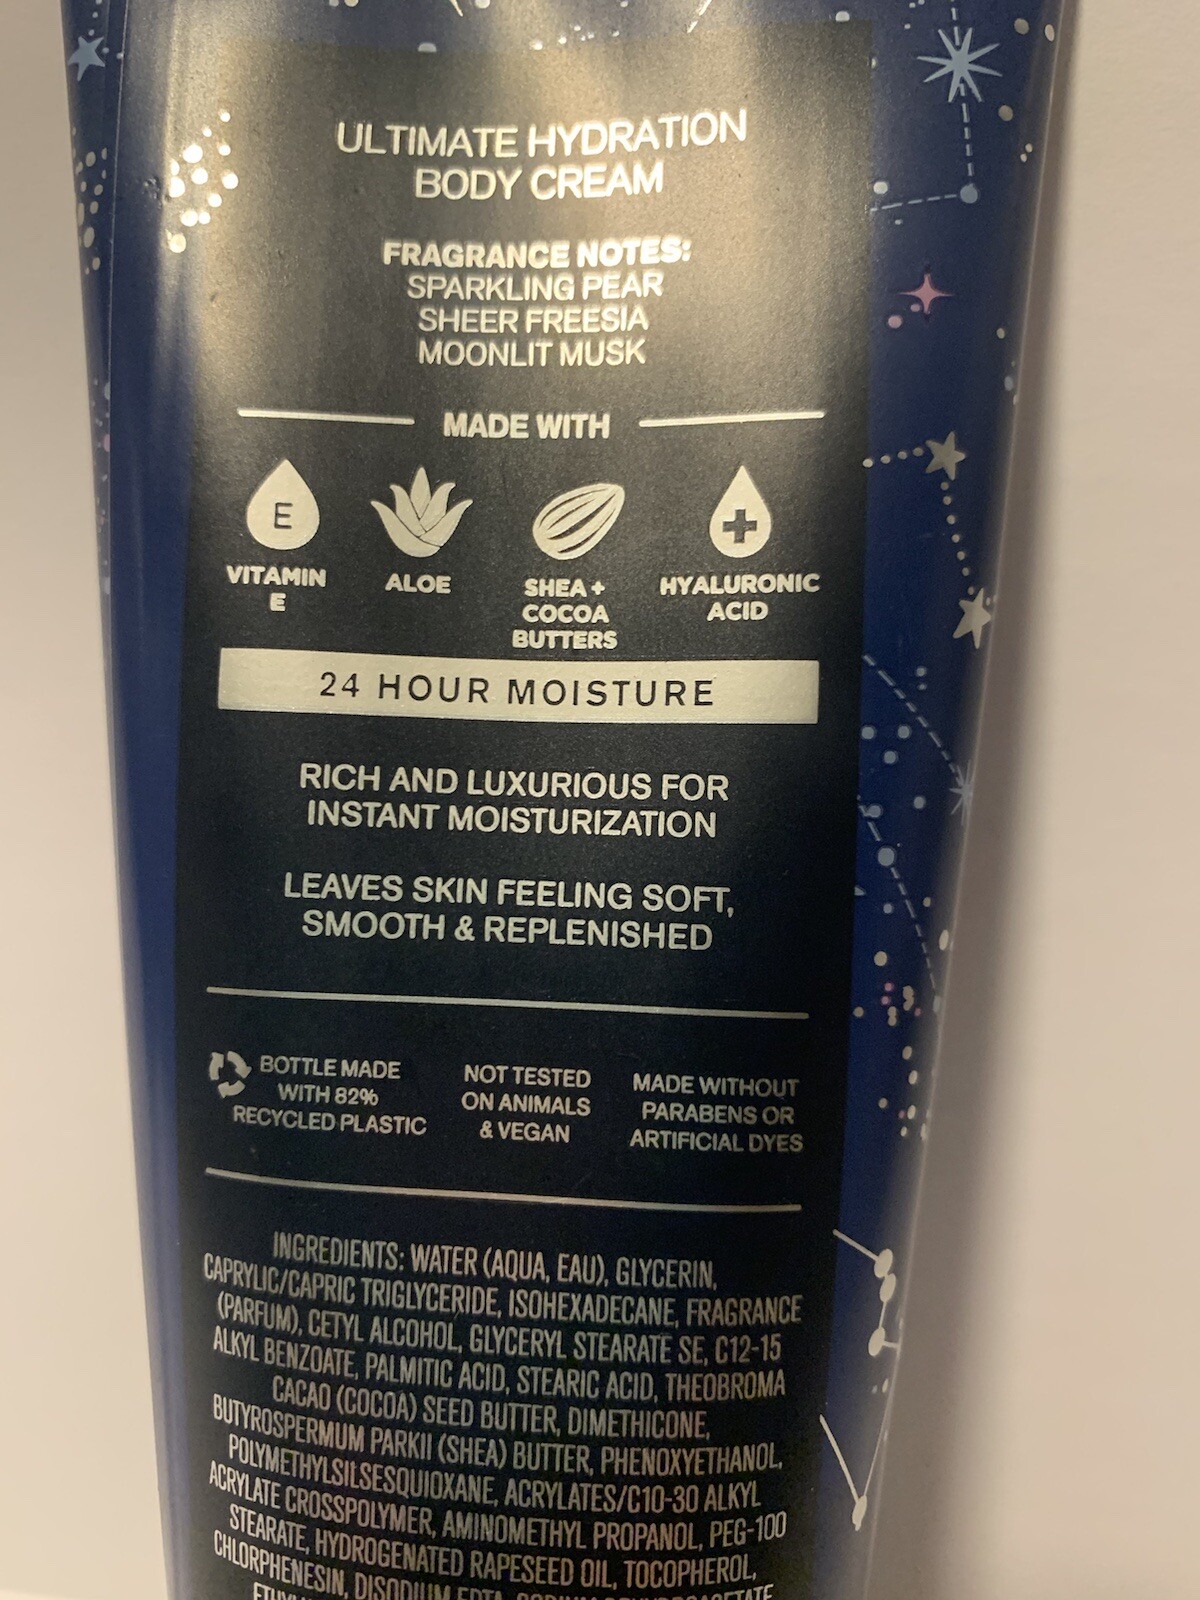 ULTIMATE HYDRATION
BODY CREAM
FRAGRANCE NOTES:
SPARKLING PEAR
SHEER FREESIA
MOONLIT MUSK
MADE WITH
E
VITAMIN
E
ALOE
SHEA +
COCOA
BUTTERS
HYALURONIC
ACID
24 HOUR MOISTURE
RICH AND LUXURIOUS FOR
INSTANT MOISTURIZATION
LEAVES SKIN FEELING SOFT,
SMOOTH & REPLENISHED
BOTTLE MADE
WITH 82%
RECYCLED PLASTIC
NOT TESTED
ON ANIMALS
& VEGAN
MADE WITHOUT
PARABENS OR
ARTIFICIAL DYES
INGREDIENTS: WATER (AQUA, EAU), GLYCERIN,
CAPRYLIC/CAPRIC TRIGLYCERIDE, ISOHEXADECANE, FRAGRANCE
(PARFUM), CETYL ALCOHOL, GLYCERYL STEARATE SE, C12-15
ALKYL BENZOATE, PALMITIC ACID, STEARIC ACID, THEOBROMA
CACAO (COCOA) SEED BUTTER, DIMETHICONE,
BUTYROSPERMUM PARKII (SHEA) BUTTER, PHENOXYETHANOL,
POLYMETHYLSILSESQUIOXANE, ACRYLATES/C10-30 ALKYL
ACRYLATE CROSSPOLYMER, AMINOMETHYL PROPANOL, PEG-100
STEARATE, HYDROGENATED RAPESEED OIL, TOCOPHEROL,
CHLORPHENESIN, DISODIUM EDTA,